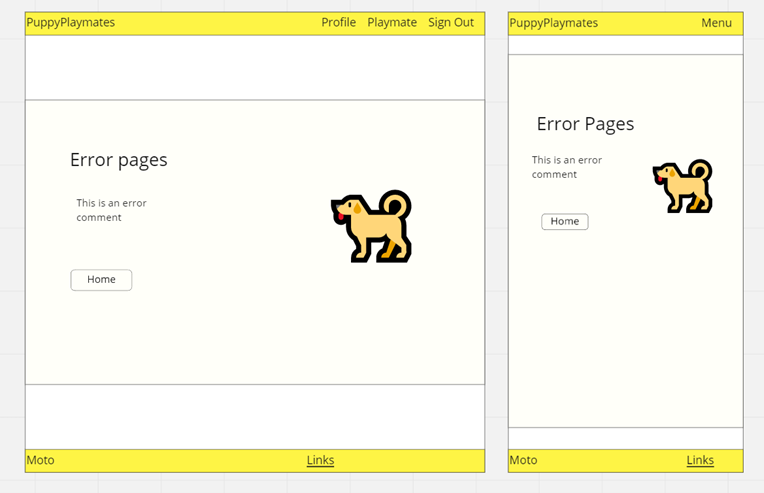 PuppyPlaymates Profile Playmate Sign Out
Error pages
This is an error
comment
Home
Moto Links
PuppyPlaymates Menu
Error Pages
This is an error
comment
Home
Moto Links